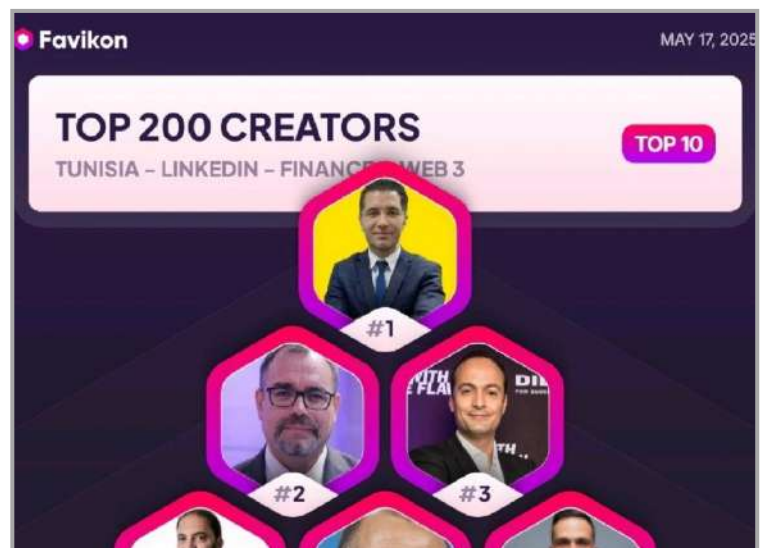 Favikon
MAY 17, 2025
TOP 200 CREATORS
TOP 10
TUNISIA – LINKEDIN – FINANCE WEB 3
#1
#2
#3